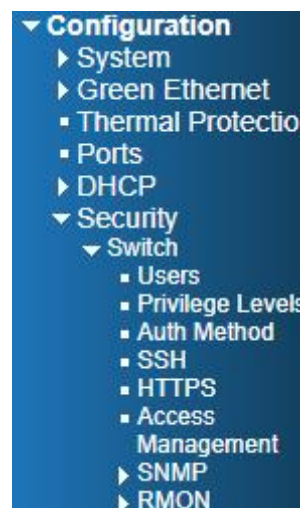 Configuration
System
Green Ethernet
Thermal Protectio
Ports
DHCP
Security
Switch
Users
Privilege Levels
Auth Method
SSH
HTTPS
Access
Management
SNMP
RMON